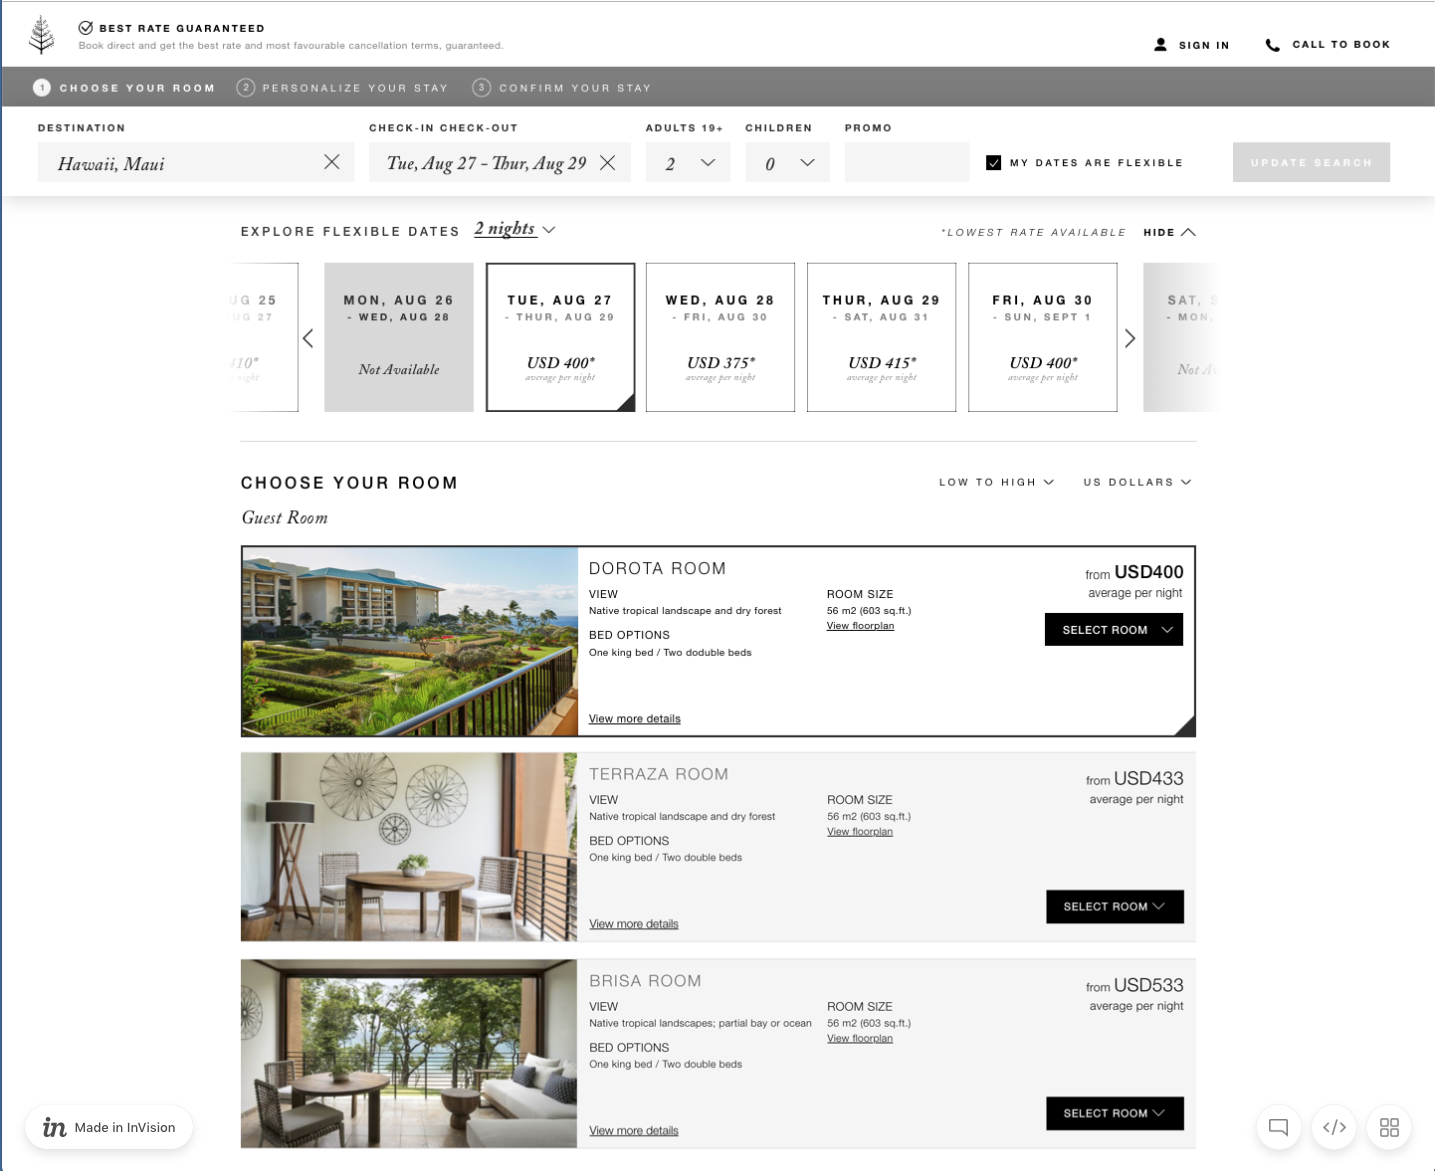 BEST RATE GUARANTEED
Book direct and get the best rate and most favourable cancellation terms, guaranteed.
SIGN IN
CALL TO BOOK
1 CHOOSE YOUR ROOM
2 PERSONALIZE YOUR STAY
3 CONFIRM YOUR STAY
DESTINATION
CHECK-IN CHECK-OUT
ADULTS 19+
CHILDREN
PROMO
Hawaii, Maui
Tue, Aug 27 - Thur, Aug 29
2
0
MY DATES ARE FLEXIBLE
UPDATE SEARCH
EXPLORE FLEXIBLE DATES 2 nights
*LOWEST RATE AVAILABLE
HIDE
UG 25
UG 27
410*
night
MON, AUG 26
- WED, AUG 28
Not Available
TUE, AUG 27
- THUR, AUG 29
USD 400*
average per night
WED, AUG 28
- FRI, AUG 30
USD 375*
average per night
THUR, AUG 29
- SAT, AUG 31
USD 415*
average per night
FRI, AUG 30
- SUN, SEPT 1
USD 400*
average per night
SAT, S
- MON,
Not A
CHOOSE YOUR ROOM
LOW TO HIGH
US DOLLARS
Guest Room
DOROTA ROOM
VIEW
Native tropical landscape and dry forest
BED OPTIONS
One king bed / Two doduble beds
View more details
ROOM SIZE
56 m2 (603 sq.ft.)
View floorplan
from USD400
average per night
SELECT ROOM
TERRAZA ROOM
VIEW
Native tropical landscape and dry forest
BED OPTIONS
One king bed / Two double beds
View more details
ROOM SIZE
56 m2 (603 sq.ft.)
View floorplan
from USD433
average per night
SELECT ROOM
BRISA ROOM
VIEW
Native tropical landscapes; partial bay or ocean
BED OPTIONS
One king bed / Two double beds
View more details
ROOM SIZE
56 m2 (603 sq.ft.)
View floorplan
from USD533
average per night
SELECT ROOM
in Made in InVision